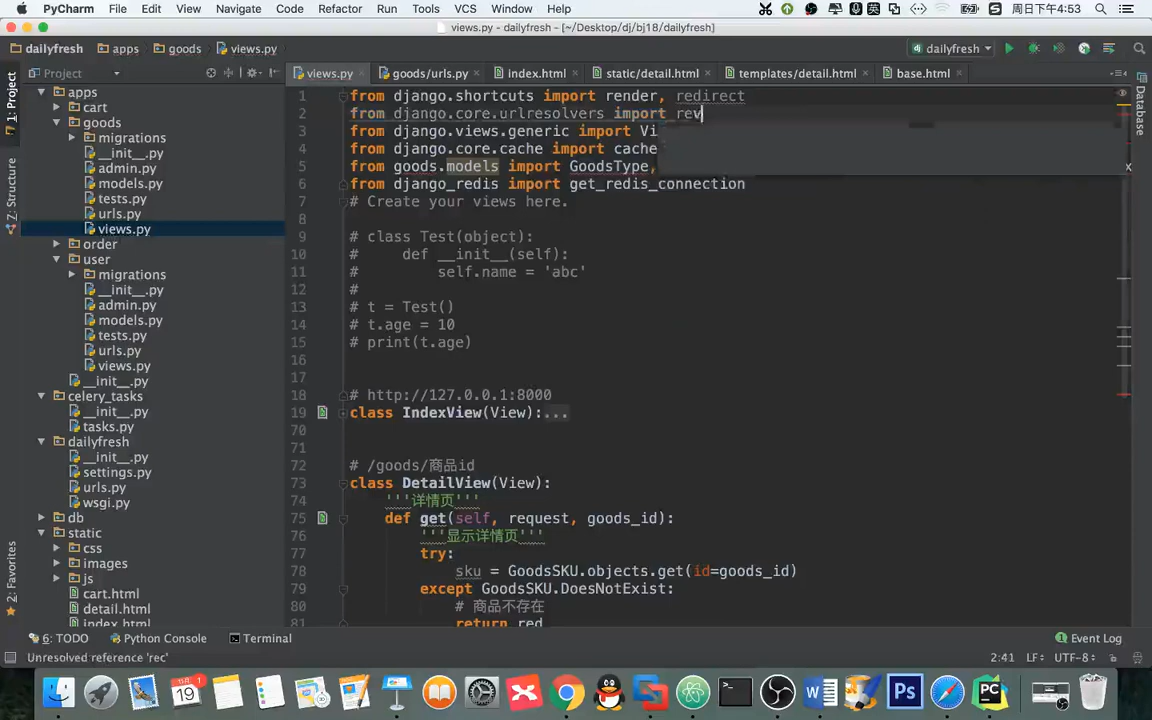 PyCharm File Edit View Navigate Code Refactor Run Tools VCS Window Help 周日下午4:53
views.py - dailyfresh - [~/Desktop/dj/bj18/dailyfresh]
dailyfresh apps goods views.py dailyfresh
Project views.py goods/urls.py index.html static/detail.html templates/detail.html base.html
1: Project
Z: Structure
2: Favorites
Database
apps
cart
goods
migrations
__init__.py
admin.py
models.py
tests.py
urls.py
views.py
order
user
migrations
__init__.py
admin.py
models.py
tests.py
urls.py
views.py
__init__.py
celery_tasks
__init__.py
tasks.py
dailyfresh
__init__.py
settings.py
urls.py
wsgi.py
db
static
css
images
js
cart.html
detail.html
index.html
1 from django.shortcuts import render, redirect
2 from django.core.urlresolvers import rev
3 from django.views.generic import Vi
4 from django.core.cache import cache
5 from goods.models import GoodsType,
6 from django_redis import get_redis_connection
7 # Create your views here.
8
9 # class Test(object):
10 #     def __init__(self):
11 #         self.name = 'abc'
12 #
13 # t = Test()
14 # t.age = 10
15 # print(t.age)
16
17
18 # http://127.0.0.1:8000
19 class IndexView(View):...
70
71
72 # /goods/商品id
73 class DetailView(View):
74     '''详情页'''
75     def get(self, request, goods_id):
76         '''显示详情页'''
77         try:
78             sku = GoodsSKU.objects.get(id=goods_id)
79         except GoodsSKU.DoesNotExist:
80             # 商品不存在
81             return red
6: TODO Python Console Terminal 1 Event Log
Unresolved reference 'rec' 2:41 LF UTF-8
19 PC Ps